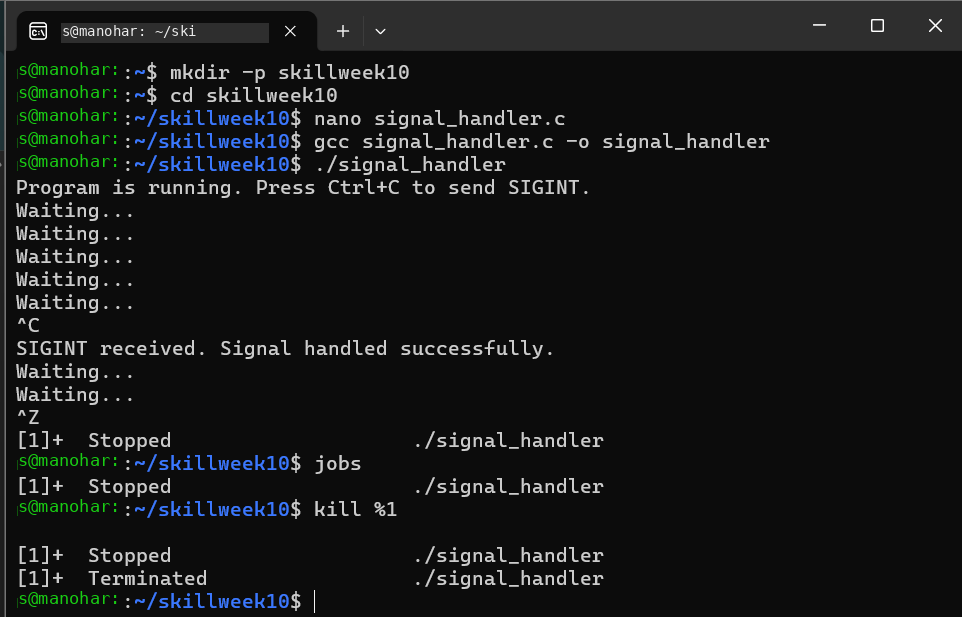 s@manohar: ~/ski
s@manohar::~$ mkdir -p skillweek10
s@manohar::~$ cd skillweek10
s@manohar::~/skillweek10$ nano signal_handler.c
s@manohar::~/skillweek10$ gcc signal_handler.c -o signal_handler
s@manohar::~/skillweek10$ ./signal_handler
Program is running. Press Ctrl+C to send SIGINT.
Waiting...
Waiting...
Waiting...
Waiting...
Waiting...
^C
SIGINT received. Signal handled successfully.
Waiting...
Waiting...
^Z
[1]+  Stopped                    ./signal_handler
s@manohar::~/skillweek10$ jobs
[1]+  Stopped                    ./signal_handler
s@manohar::~/skillweek10$ kill %1
[1]+  Stopped                    ./signal_handler
[1]+  Terminated                 ./signal_handler
s@manohar::~/skillweek10$